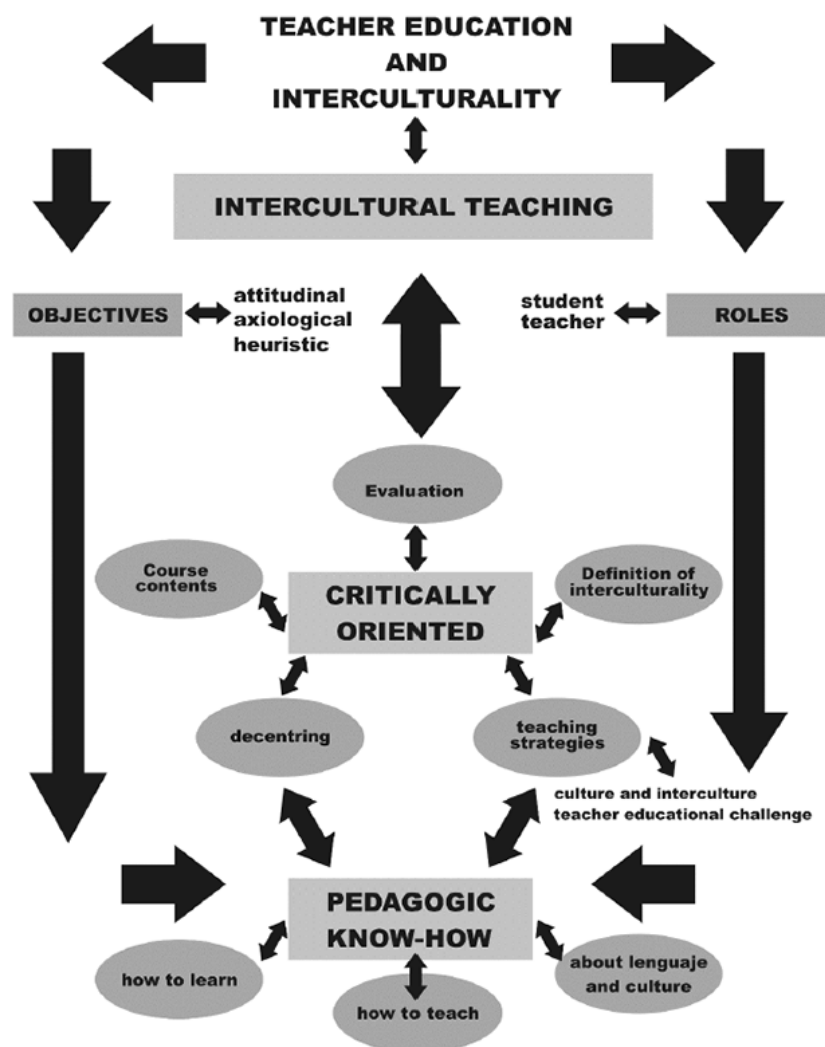 TEACHER EDUCATION
AND
INTERCULTURALITY
INTERCULTURAL TEACHING
OBJECTIVES
attitudinal
axiological
heuristic
student
teacher
ROLES
Evaluation
Course
contents
CRITICALLY
ORIENTED
Definition of
interculturality
decentring
teaching
strategies
culture and interculture
teacher educational challenge
PEDAGOGIC
KNOW-HOW
how to learn
how to teach
about lenguaje
and culture